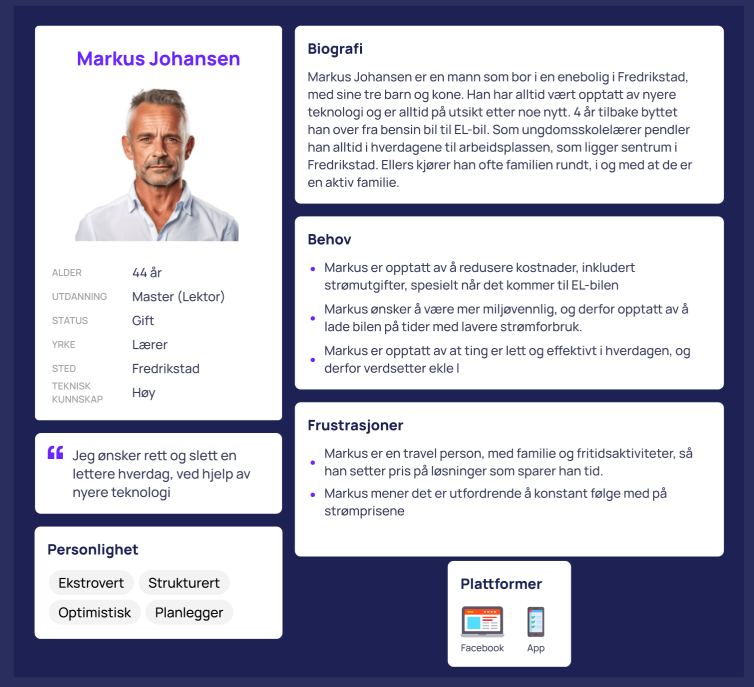 Markus Johansen
ALDER 44 år
UTDANNING Master (Lektor)
STATUS Gift
YRKE Lærer
STED Fredrikstad
TEKNISK
KUNNSKAP Høy
Jeg ønsker rett og slett en
lettere hverdag, ved hjelp av
nyere teknologi
Personlighet
Ekstrovert Strukturert
Optimistisk Planlegger
Biografi
Markus Johansen er en mann som bor i en enebolig i Fredrikstad,
med sine tre barn og kone. Han har alltid vært opptatt av nyere
teknologi og er alltid på utsikt etter noe nytt. 4 år tilbake byttet
han over fra bensin bil til EL-bil. Som ungdomsskolelærer pendler
han alltid i hverdagene til arbeidsplassen, som ligger sentrum i
Fredrikstad. Ellers kjører han ofte familien rundt, i og med at de er
en aktiv familie.
Behov
Markus er opptatt av å redusere kostnader, inkludert
strømutgifter, spesielt når det kommer til EL-bilen
Markus ønsker å være mer miljøvennlig, og derfor opptatt av å
lade bilen på tider med lavere strømforbruk.
Markus er opptatt av at ting er lett og effektivt i hverdagen, og
derfor verdsetter ekle l
Frustrasjoner
Markus er en travel person, med familie og fritidsaktiviteter, så
han setter pris på løsninger som sparer han tid.
Markus mener det er utfordrende å konstant følge med på
strømprisene
Plattformer
Facebook App